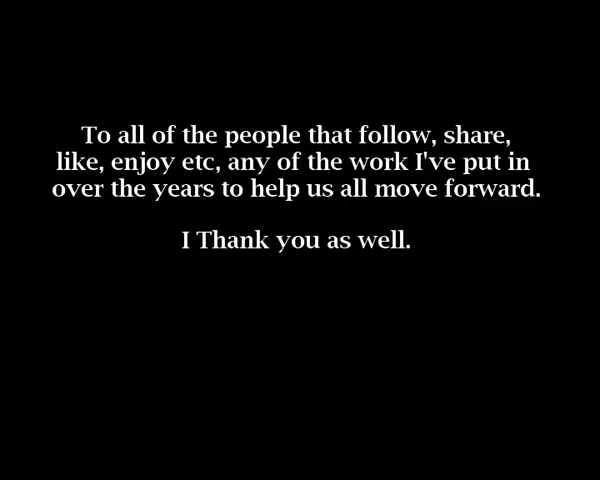 To all of the people that follow, share,
like, enjoy etc, any of the work I've put in
over the years to help us all move forward.
I Thank you as well.